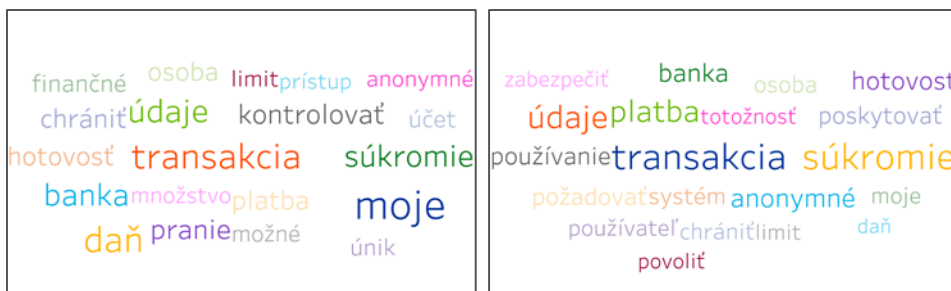 finančné osoba limit prístup anonymné
chrániť údaje kontrolovať účet
hotovosť transakcia súkromie
banka množstvo platba moje
daň pranie možné únik
zabezpečiť banka osoba hotovosť
údaje platba totožnosť poskytovať
používanie transakcia súkromie
požadovať systém anonymné moje
používateľ chrániť limit daň
povoliť